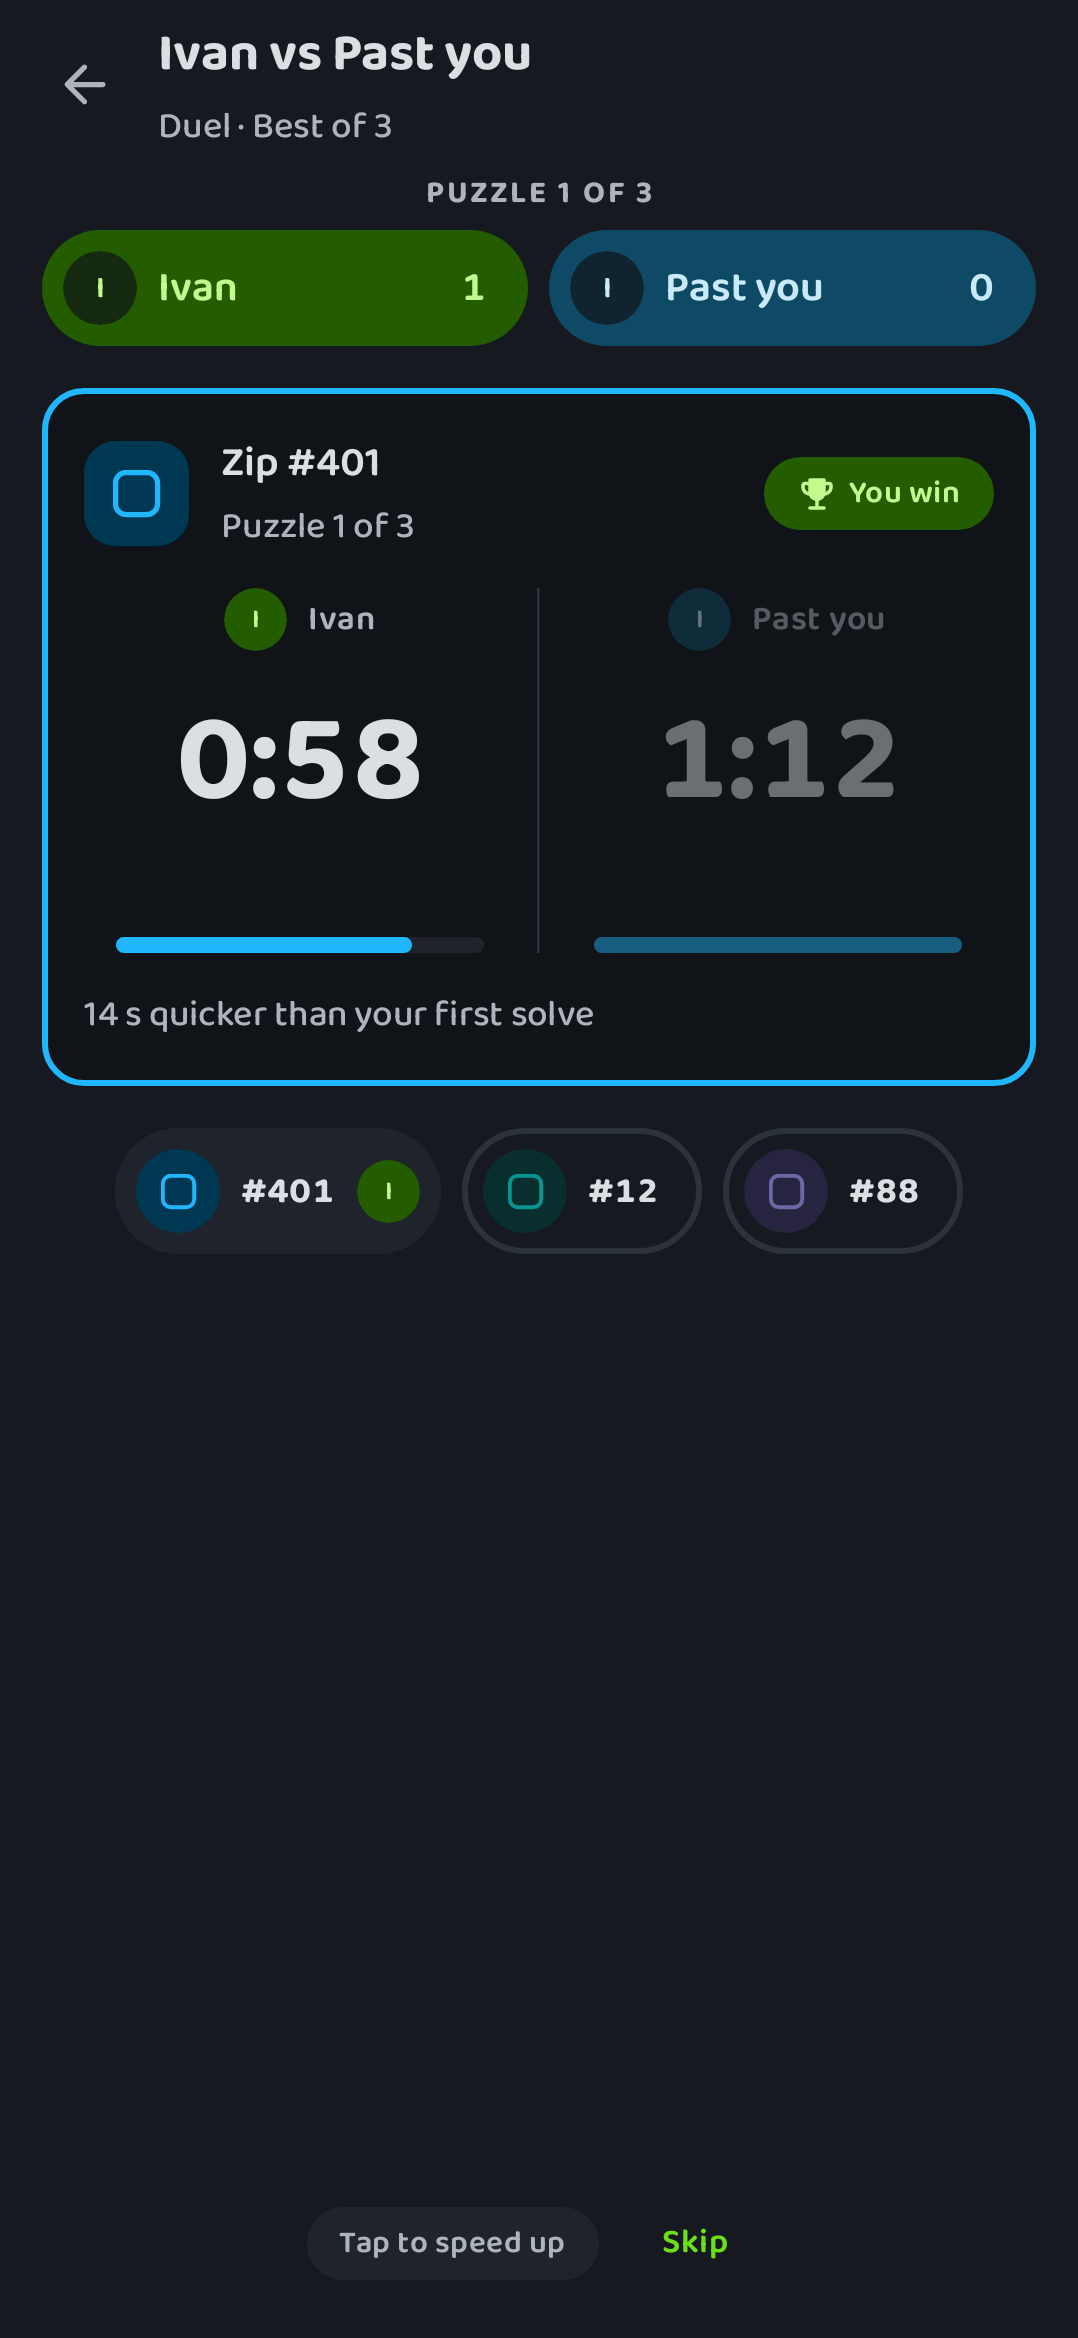 Ivan vs Past you
Duel · Best of 3
PUZZLE 1 OF 3
I Ivan 1
I Past you 0
Zip #401
Puzzle 1 of 3
You win
I Ivan
I Past you
0:58
1:12
14 s quicker than your first solve
#401 I
#12
#88
Tap to speed up
Skip